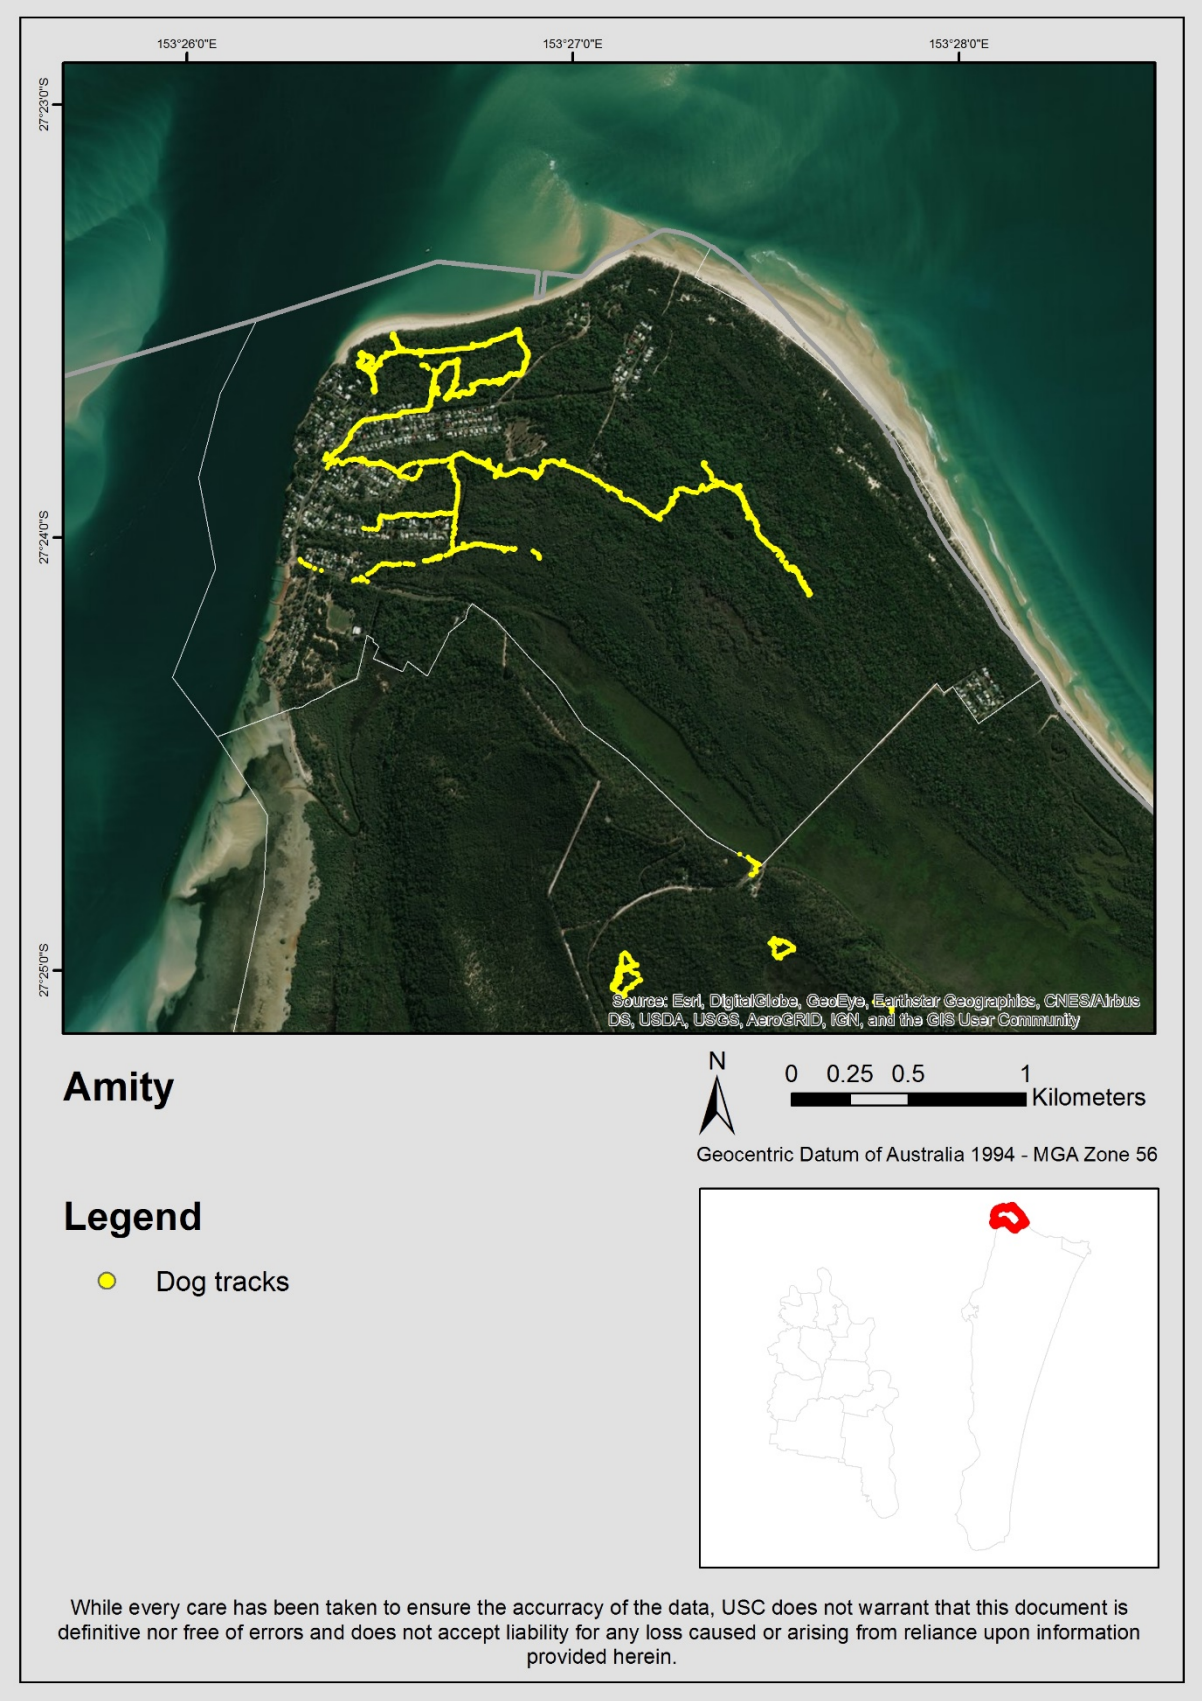 153°26'0"E
153°27'0"E
153°28'0"E
27°23'0"S
27°24'0"S
27°25'0"S
Source: Esri, DigitalGlobe, GeoEye, Earthstar Geographics, CNES/Airbus
DS, USDA, USGS, AeroGRID, IGN, and the GIS User Community
Amity
N
0 0.25 0.5 1
Kilometers
Geocentric Datum of Australia 1994 - MGA Zone 56
Legend
Dog tracks
While every care has been taken to ensure the accurracy of the data, USC does not warrant that this document is
definitive nor free of errors and does not accept liability for any loss caused or arising from reliance upon information
provided herein.